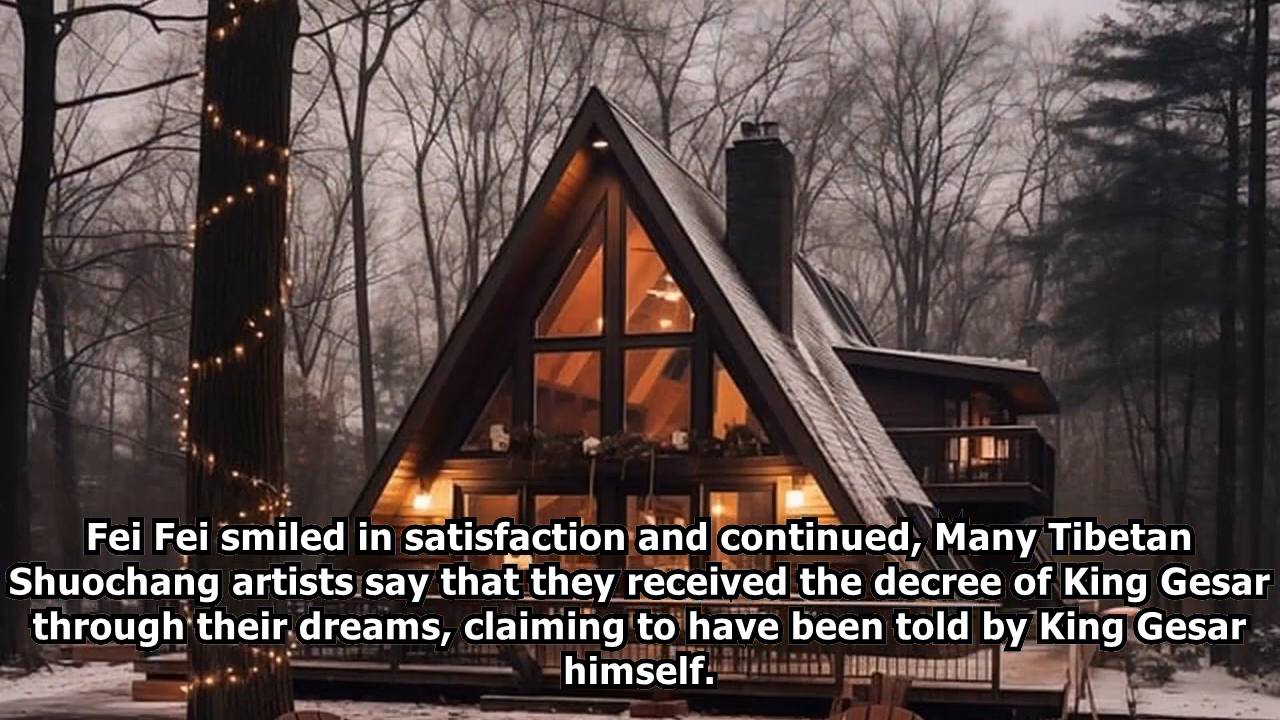 Fei Fei smiled in satisfaction and continued, Many Tibetan
Shuochang artists say that they received the decree of King Gesar
through their dreams, claiming to have been told by King Gesar
himself.